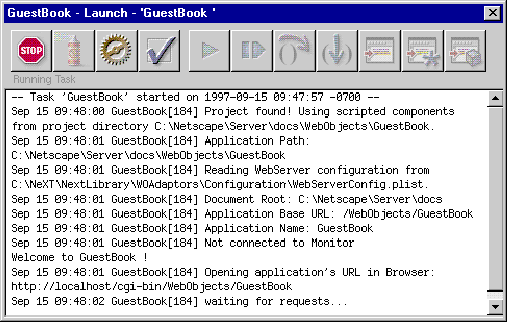 GuestBook - Launch - 'GuestBook '
STOP
Running Task
-- Task 'GuestBook' started on 1997-09-15 09:47:57 -0700 --
Sep 15 09:48:00 GuestBook[184] Project found! Using scripted components
from project directory C:\Netscape\Server\docs\WebObjects\GuestBook.
Sep 15 09:48:01 GuestBook[184] Application Path:
C:\Netscape\Server\docs\WebObjects\GuestBook
Sep 15 09:48:01 GuestBook[184] Reading WebServer configuration from
C:\NeXT\NextLibrary\WOAdaptors\Configuration\WebServerConfig.plist.
Sep 15 09:48:01 GuestBook[184] Document Root: C:\Netscape\Server\docs
Sep 15 09:48:01 GuestBook[184] Application Base URL: /WebObjects/GuestBook
Sep 15 09:48:01 GuestBook[184] Application Name: GuestBook
Sep 15 09:48:01 GuestBook[184] Not connected to Monitor
Welcome to GuestBook !
Sep 15 09:48:01 GuestBook[184] Opening application's URL in Browser:
http://localhost/cgi-bin/WebObjects/GuestBook
Sep 15 09:48:02 GuestBook[184] waiting for requests...